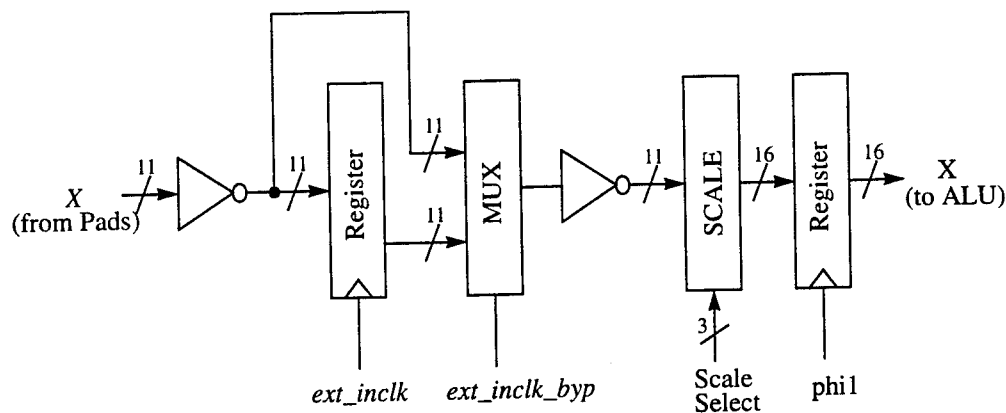 11
11
11
11
11
16
16
X
(from Pads)
Register
MUX
SCALE
Register
X
(to ALU)
3
ext_inclk
ext_inclk_byp
Scale
Select
phi1